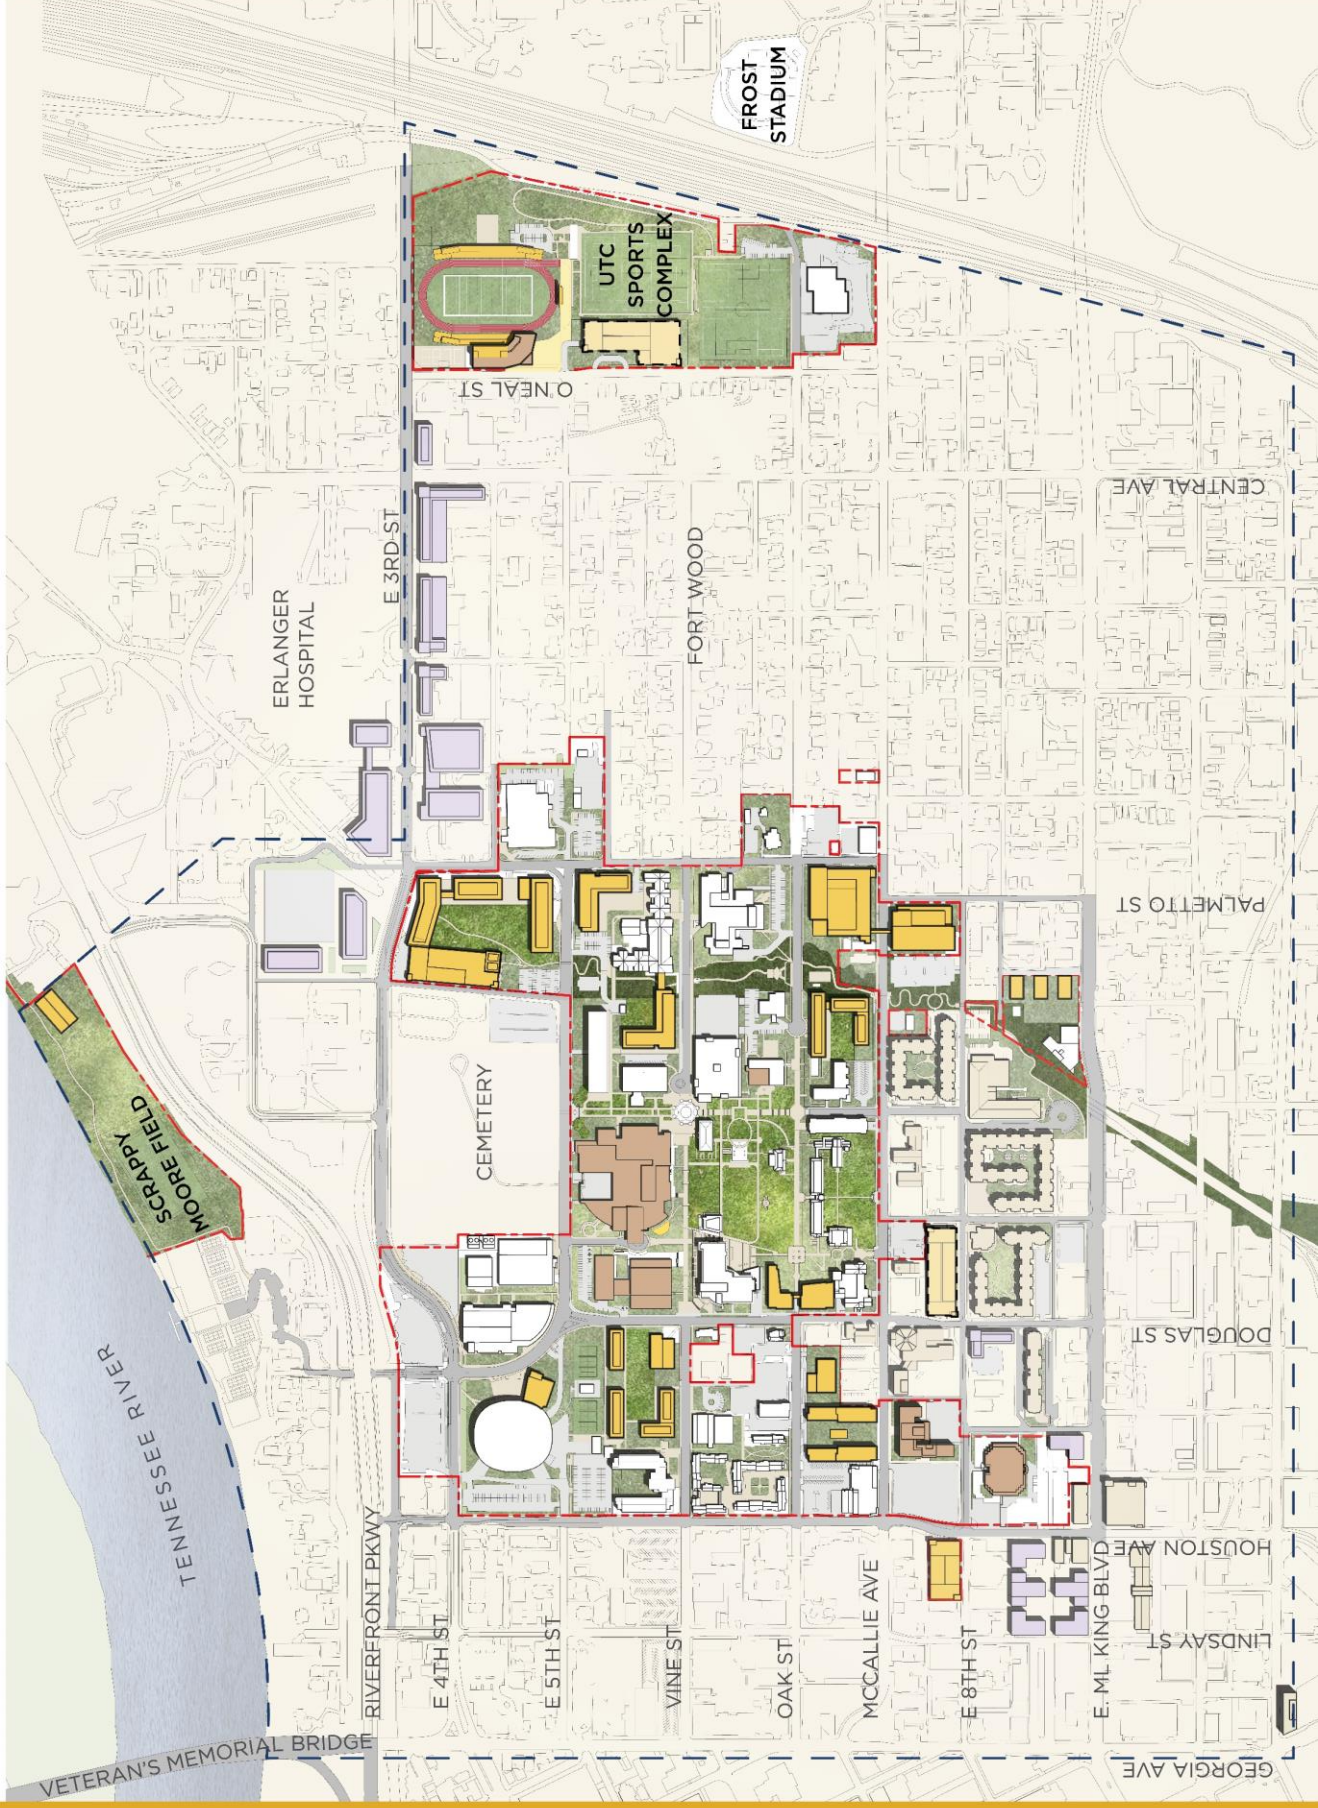 FROST
STADIUM
UTC
SPORTS
COMPLEX
O,NEAL ST
CENTRAL AVE
E 3RD ST
ERLANGER
HOSPITAL
FORT WOOD
PALMETTO ST
SCRAPPY
MOORE FIELD
CEMETERY
TENNESSEE RIVER
DOUGLAS ST
HOUSTON AVE
LINDSAY ST
GEORGIA AVE
VETERAN'S MEMORIAL BRIDGE
RIVERFRONT PKWY
E 4TH ST
E 5TH ST
VINE ST
OAK ST
MCCALLIE AVE
E 8TH ST
E. ML KING BLVD